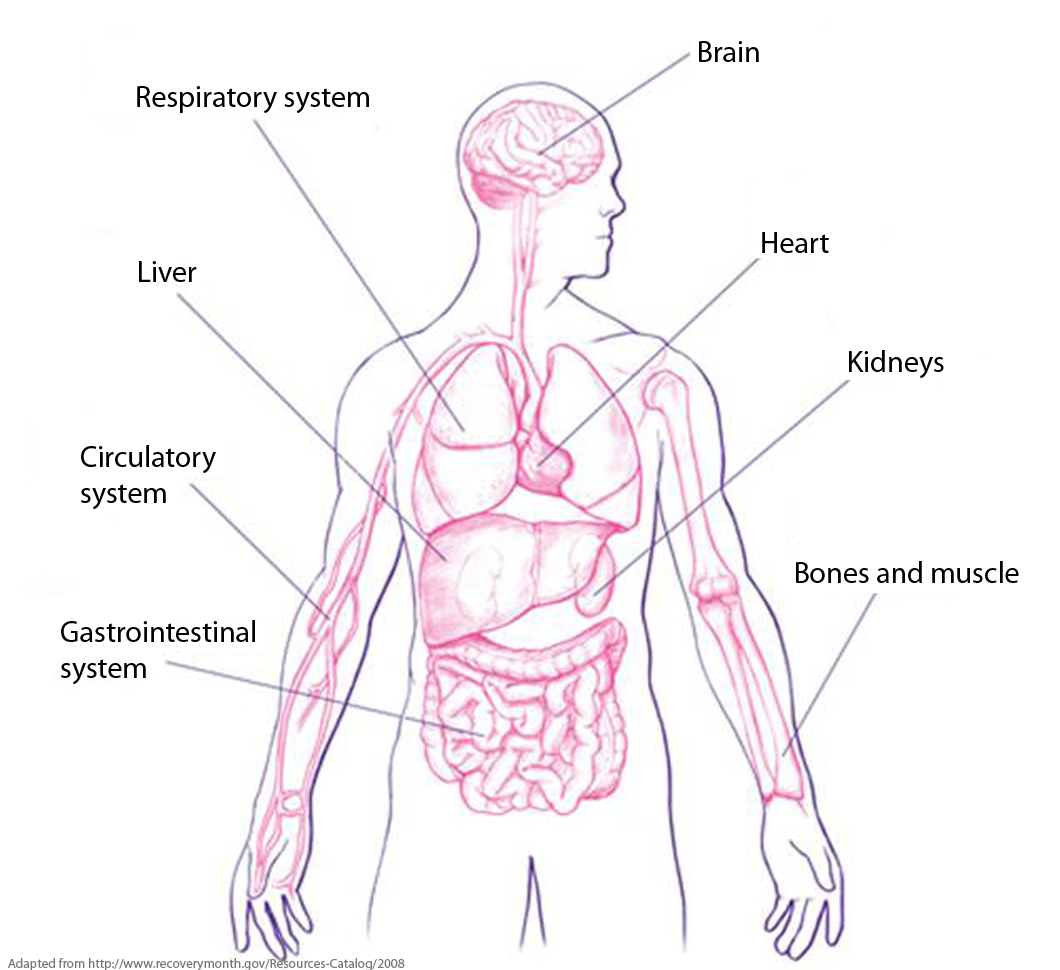 Brain
Respiratory system
Heart
Liver
Kidneys
Circulatory
system
Bones and muscle
Gastrointestinal
system
Adapted from http://www.recoverymonth.gov/Resources-Catalog/2008